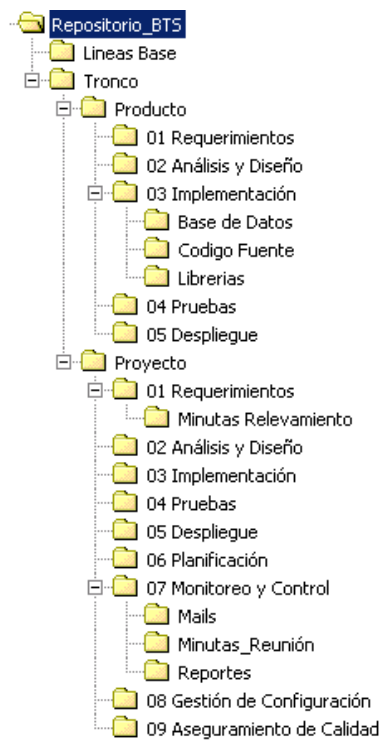 Repositorio_BTS
Lineas Base
Tronco
Producto
01 Requerimientos
02 Análisis y Diseño
03 Implementación
Base de Datos
Codigo Fuente
Librerias
04 Pruebas
05 Despliegue
Proyecto
01 Requerimientos
Minutas Relevamiento
02 Análisis y Diseño
03 Implementación
04 Pruebas
05 Despliegue
06 Planificación
07 Monitoreo y Control
Mails
Minutas_Reunión
Reportes
08 Gestión de Configuración
09 Aseguramiento de Calidad